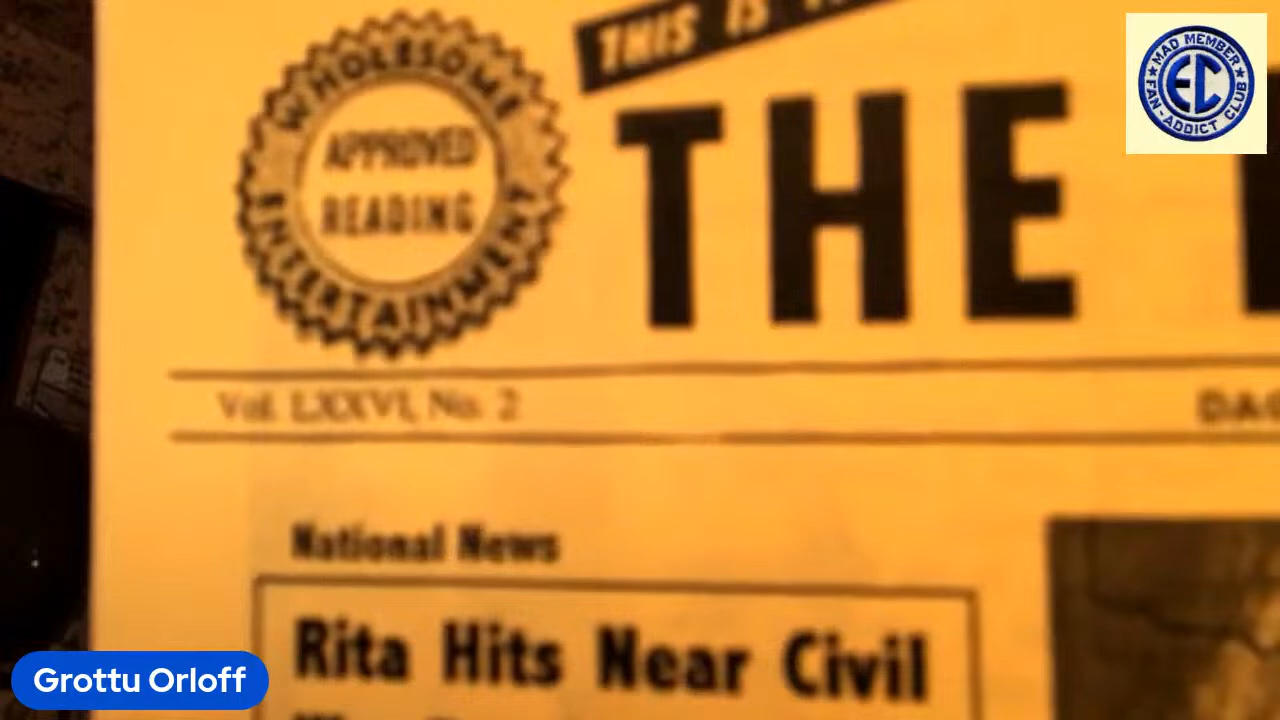 WHOLESOME
APPROVED
READING
ENTERTAINMENT
THIS IS
THE
MAD MEMBER
EC
FAN-ADDICT CLUB
Vol. LXXVI, No. 2
National News
Rita Hits Near Civil
Grottu Orloff